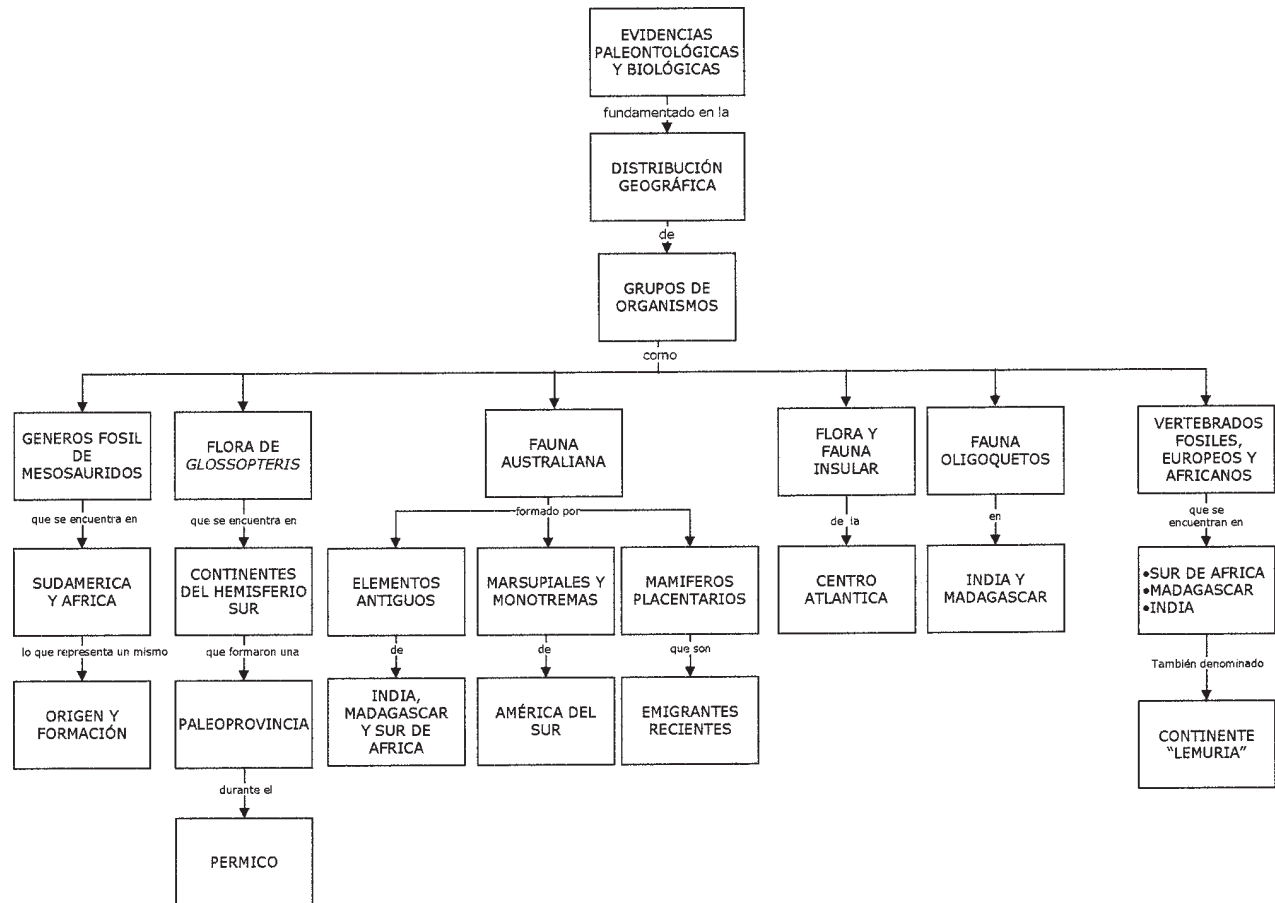 EVIDENCIAS
PALEONTOLÓGICAS
Y BIOLÓGICAS
fundamentado en la
DISTRIBUCIÓN
GEOGRÁFICA
de
GRUPOS DE
ORGANISMOS
como
GENEROS FOSIL
DE
MESOSAURIDOS
que se encuentra en
SUDAMERICA
Y AFRICA
lo que representa un mismo
ORIGEN Y
FORMACIÓN
FLORA DE
GLOSSOPTERIS
que se encuentra en
CONTINENTES
DEL HEMISFERIO
SUR
que formaron una
PALEOPROVINCIA
durante el
PERMICO
FAUNA
AUSTRALIANA
formado por
ELEMENTOS
ANTIGUOS
de
INDIA,
MADAGASCAR
Y SUR DE
AFRICA
MARSUPIALES Y
MONOTREMAS
de
AMÉRICA DEL
SUR
MAMIFEROS
PLACENTARIOS
que son
EMIGRANTES
RECIENTES
FLORA Y
FAUNA
INSULAR
de la
CENTRO
ATLANTICA
FAUNA
OLIGOQUETOS
en
INDIA Y
MADAGASCAR
VERTEBRADOS
FOSILES,
EUROPEOS Y
AFRICANOS
que se
encuentran en
•SUR DE AFRICA
•MADAGASCAR
•INDIA
También denominado
CONTINENTE
"LEMURIA"